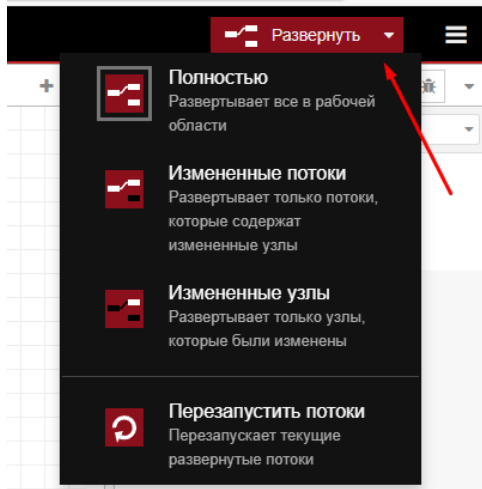 Развернуть
Полностью
Развертывает все в рабочей
области
Измененные потоки
Развертывает только потоки,
которые содержат
измененные узлы
Измененные узлы
Развертывает только узлы,
которые были изменены
Перезапустить потоки
Перезапускает текущие
развернутые потоки